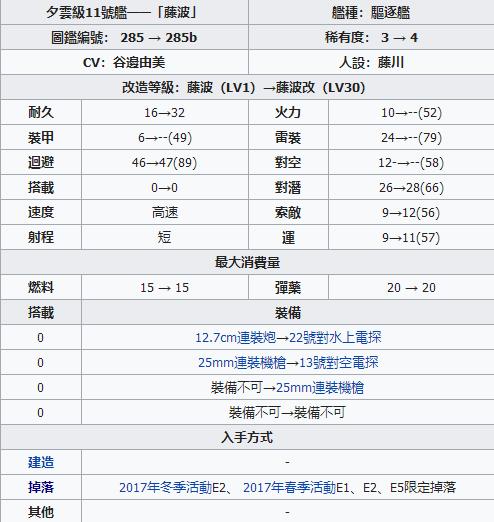 夕雲級11號艦——「藤波」 艦種：驅逐艦
圖鑑編號： 285 → 285b 稀有度： 3 → 4
CV：谷邉由美 人設：藤川
改造等級：藤波（LV1）→藤波改（LV30）
耐久 16→32 火力 10→--(52)
裝甲 6→--(49) 雷裝 24→--(79)
迴避 46→47(89) 對空 12-→--(58)
搭載 0→0 對潛 26→28(66)
速度 高速 索敵 9→12(56)
射程 短 運 9→11(57)
最大消費量
燃料 15 → 15 彈藥 20 → 20
搭載 裝備
0 12.7cm連裝炮→22號對水上電探
0 25mm連裝機槍→13號對空電探
0 裝備不可→25mm連裝機槍
0 裝備不可→裝備不可
入手方式
建造 -
掉落 2017年冬季活動E2、 2017年春季活動E1、E2、E5限定掉落
其他 -